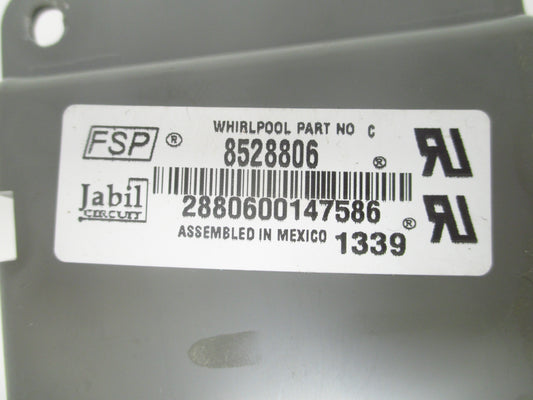 FSP ® WHIRLPOOL PART NO C
8528806 ®
Jabil
CIRCUIT
2880600147586 ®
ASSEMBLED IN MEXICO 1339